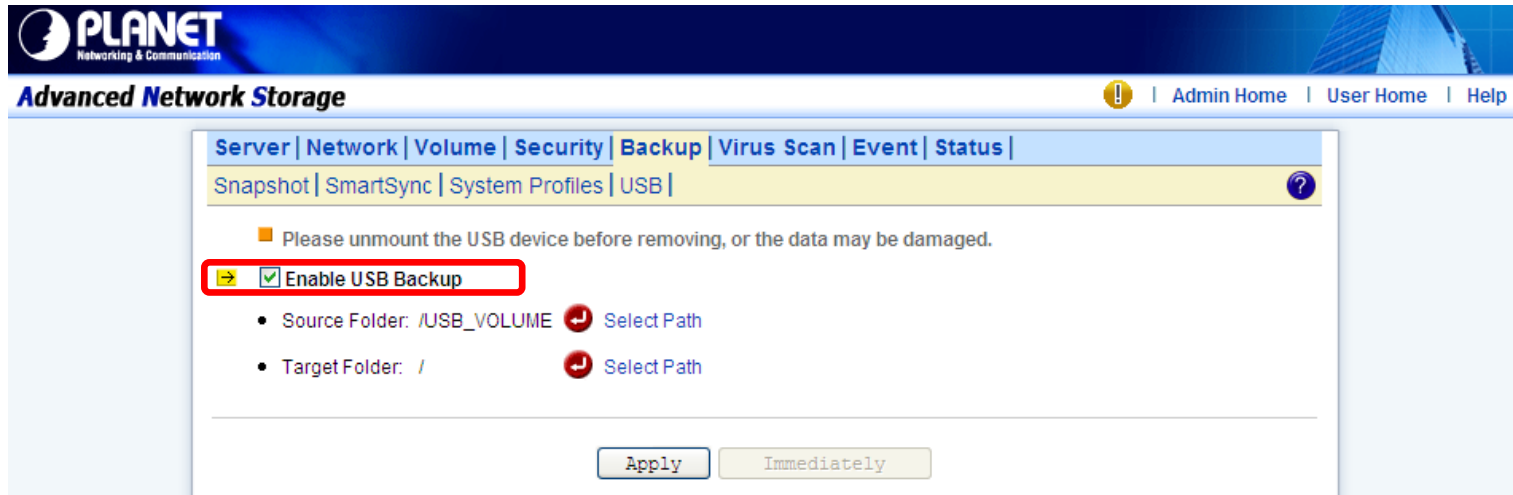 PLANET
Networking & Communication
Advanced Network Storage
! | Admin Home | User Home | Help
Server | Network | Volume | Security | Backup | Virus Scan | Event | Status |
Snapshot | SmartSync | System Profiles | USB |
?
Please unmount the USB device before removing, or the data may be damaged.
Enable USB Backup
Source Folder: /USB_VOLUME Select Path
Target Folder: / Select Path
Apply Immediately